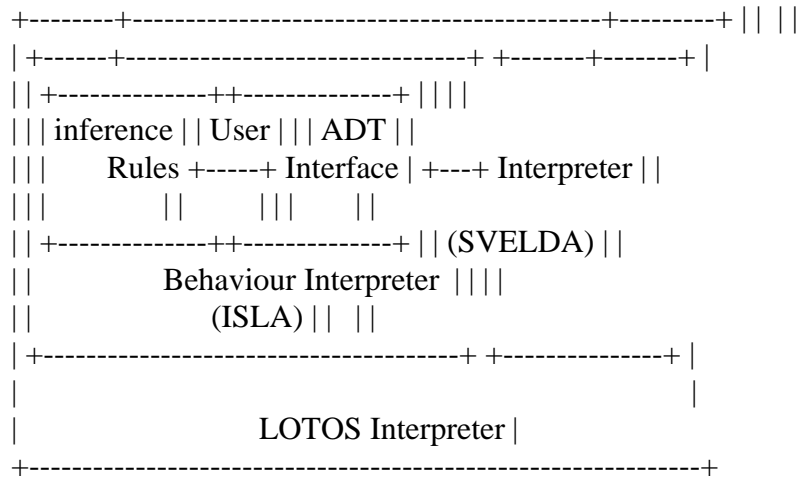 +--------+---------------------------------------------+---------+ | | | |
| +------+---------------------------------+ +-------+-------+ |
| | +--------------++--------------+ | | | |
| | | inference | | User | | | ADT | |
| | | Rules +-----+ Interface | +---+ Interpreter | |
| | | | | | | | | |
| | +--------------++--------------+ | | (SVELDA) | |
| | Behaviour Interpreter | | | |
| | (ISLA) | | | |
| +---------------------------------------+ +---------------+ |
| |
| LOTOS Interpreter |
+---------------------------------------------------------------+